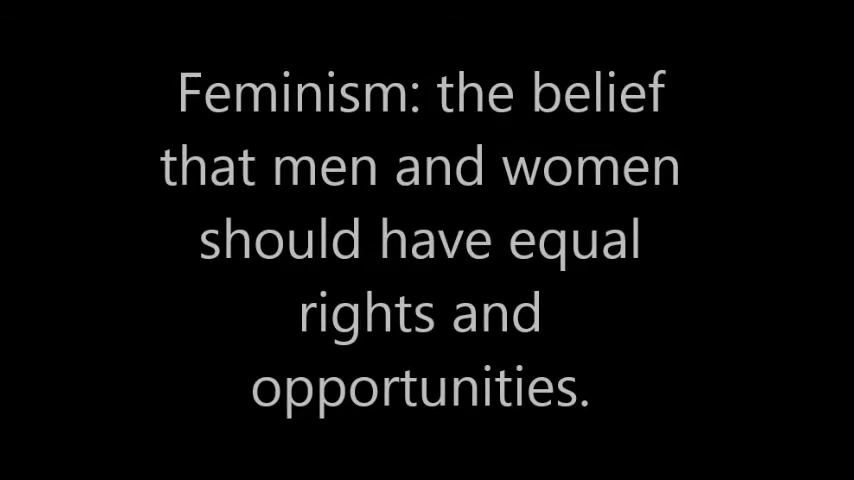 Feminism: the belief
that men and women
should have equal
rights and
opportunities.